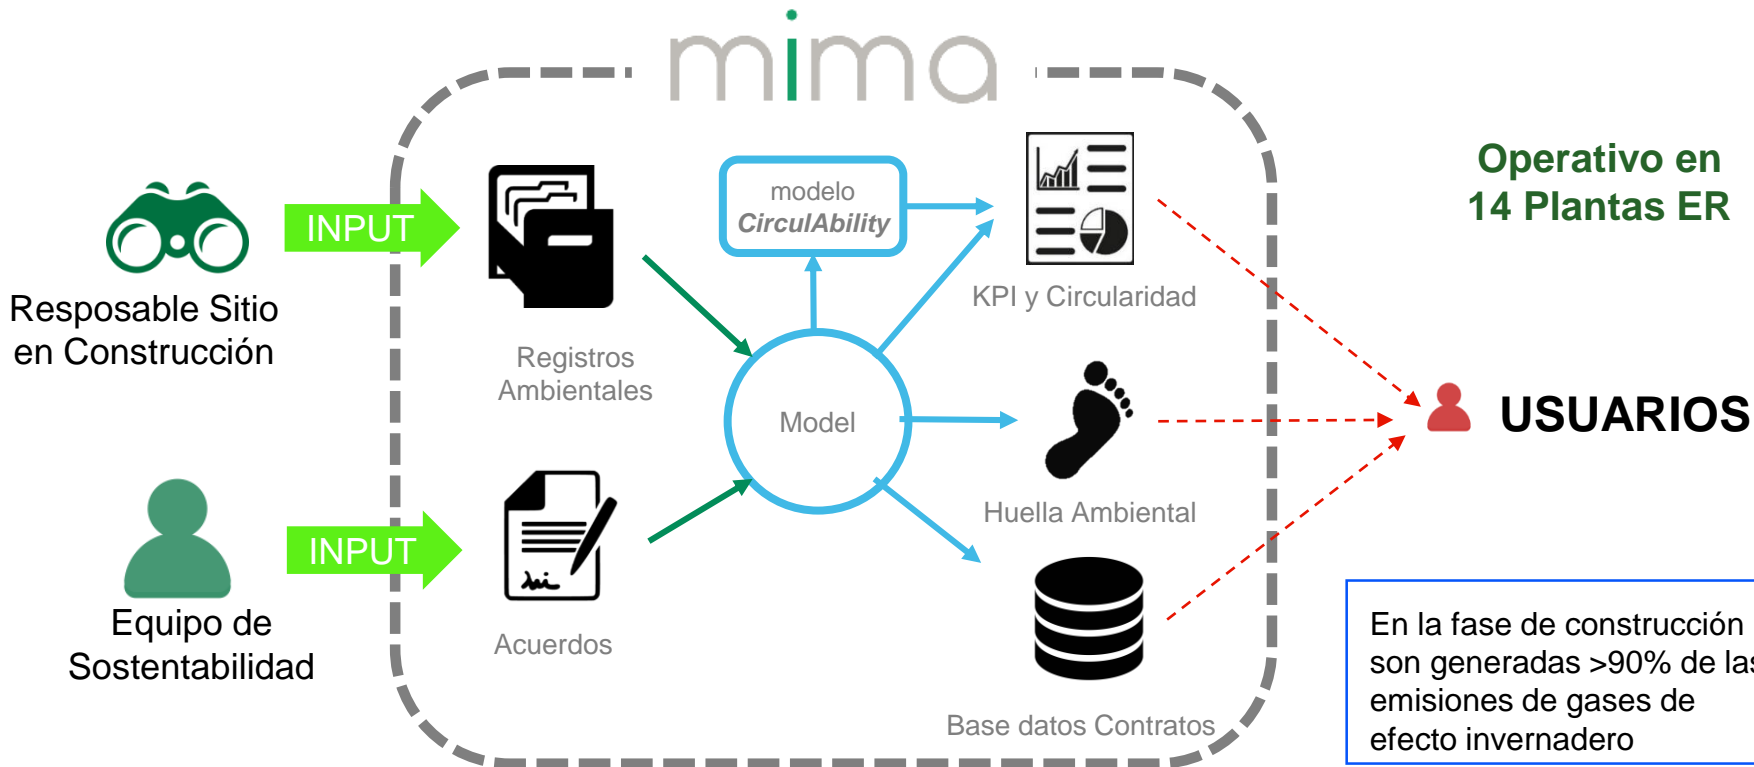 mima
Operativo en
14 Plantas ER
INPUT
modelo
CirculAbility
Resposable Sitio
en Construcción
KPI y Circularidad
Registros
Ambientales
Model
USUARIOS
Huella Ambiental
INPUT
Equipo de
Sostentabilidad
Acuerdos
Base datos Contratos
En la fase de construcción
son generadas >90% de las
emisiones de gases de
efecto invernadero